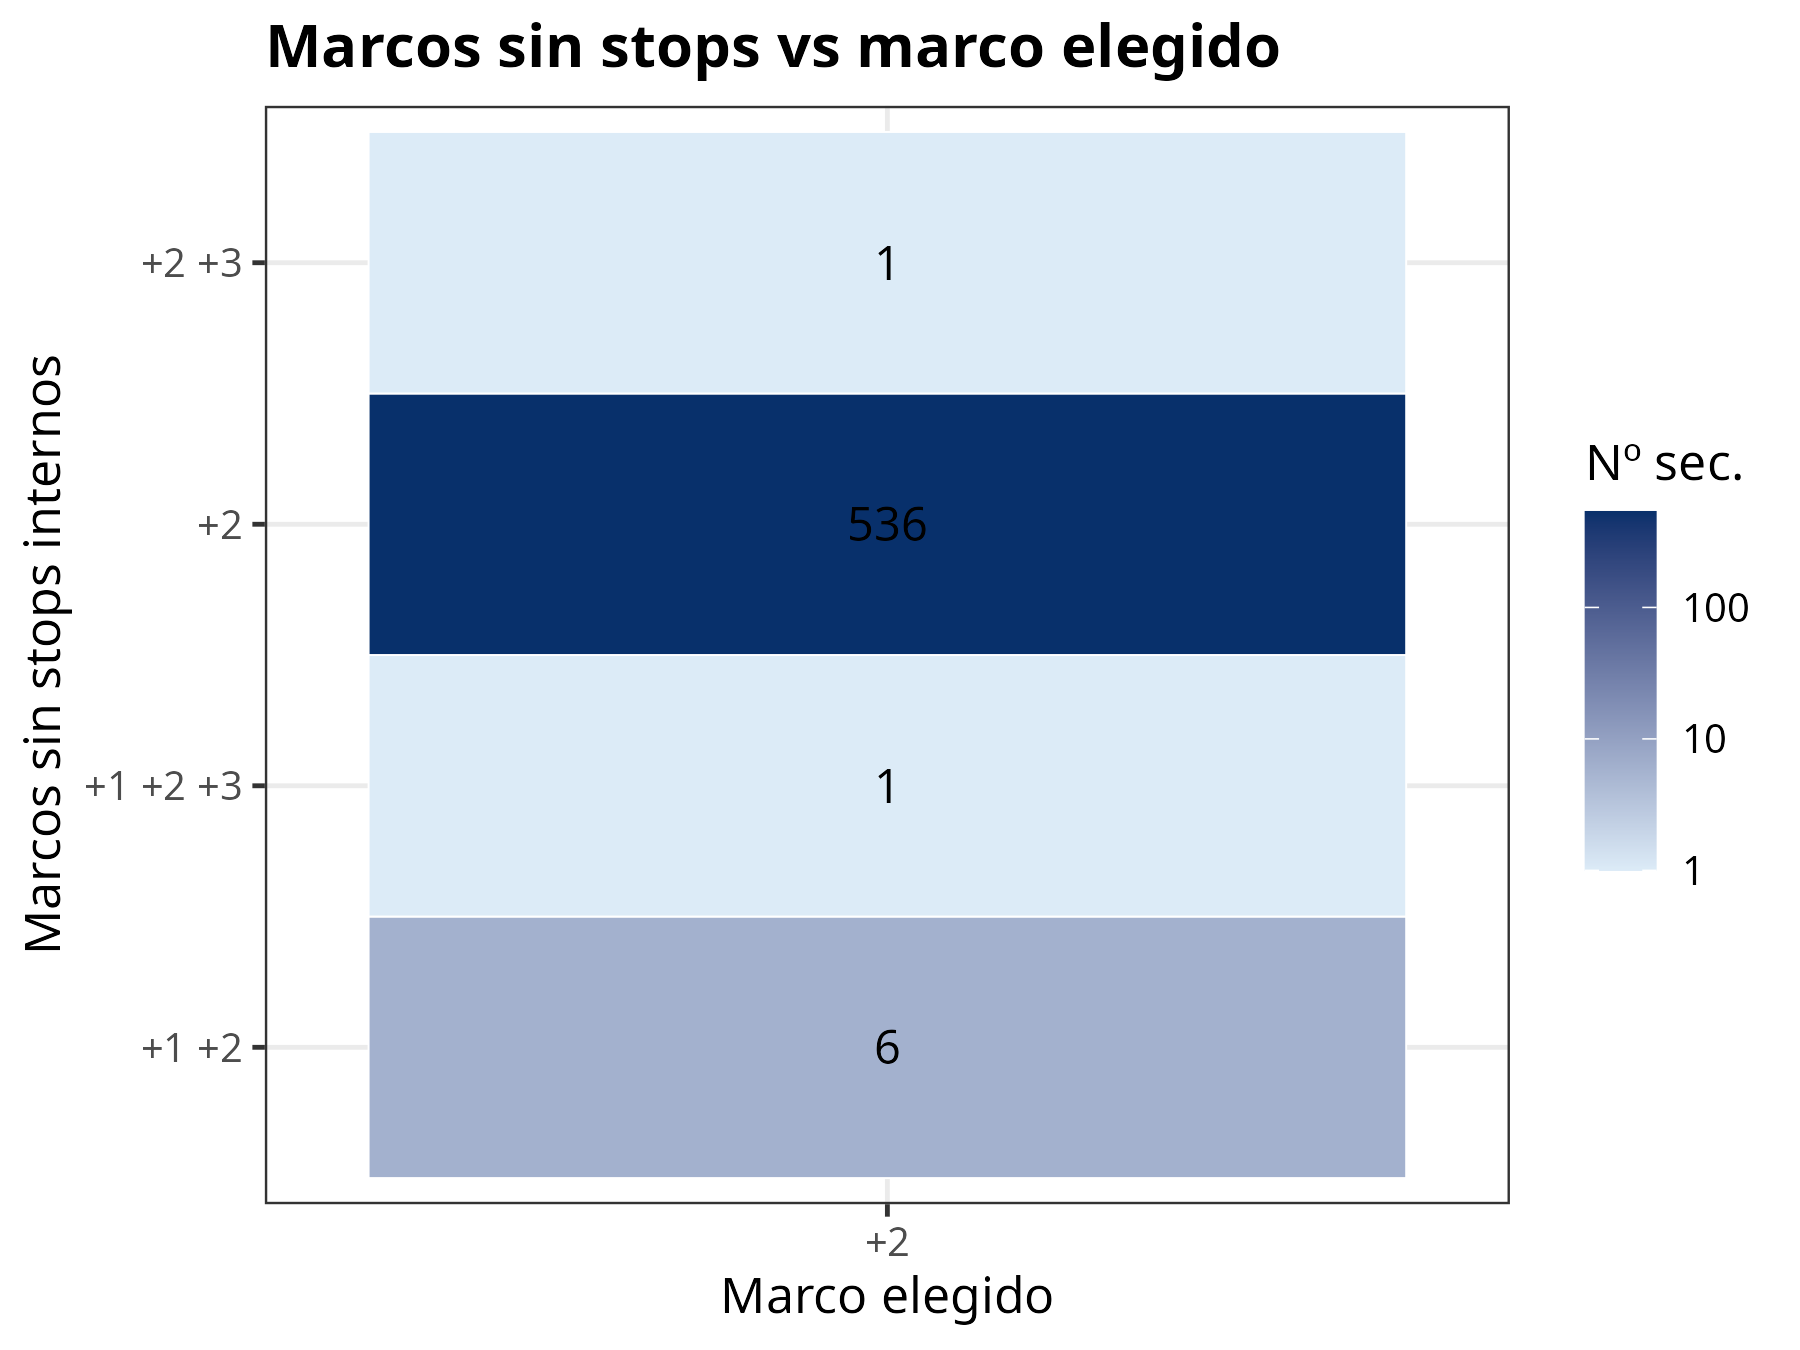 Marcos sin stops vs marco elegido
Marcos sin stops internos
+2 +3
1
+2
536
+1 +2 +3
1
+1 +2
6
+2
Marco elegido
Nº sec.
100
10
1